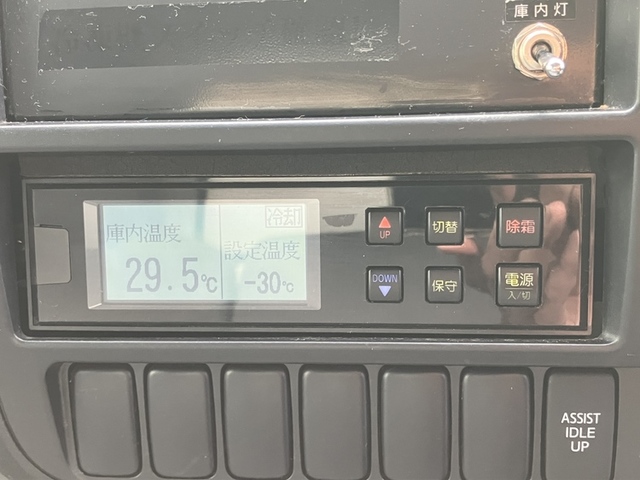 庫内灯
冷却
庫内温度
29.5℃
設定温度
-30℃
UP
切替
除霜
DOWN
保守
電源
入/切
ASSIST
IDLE
UP